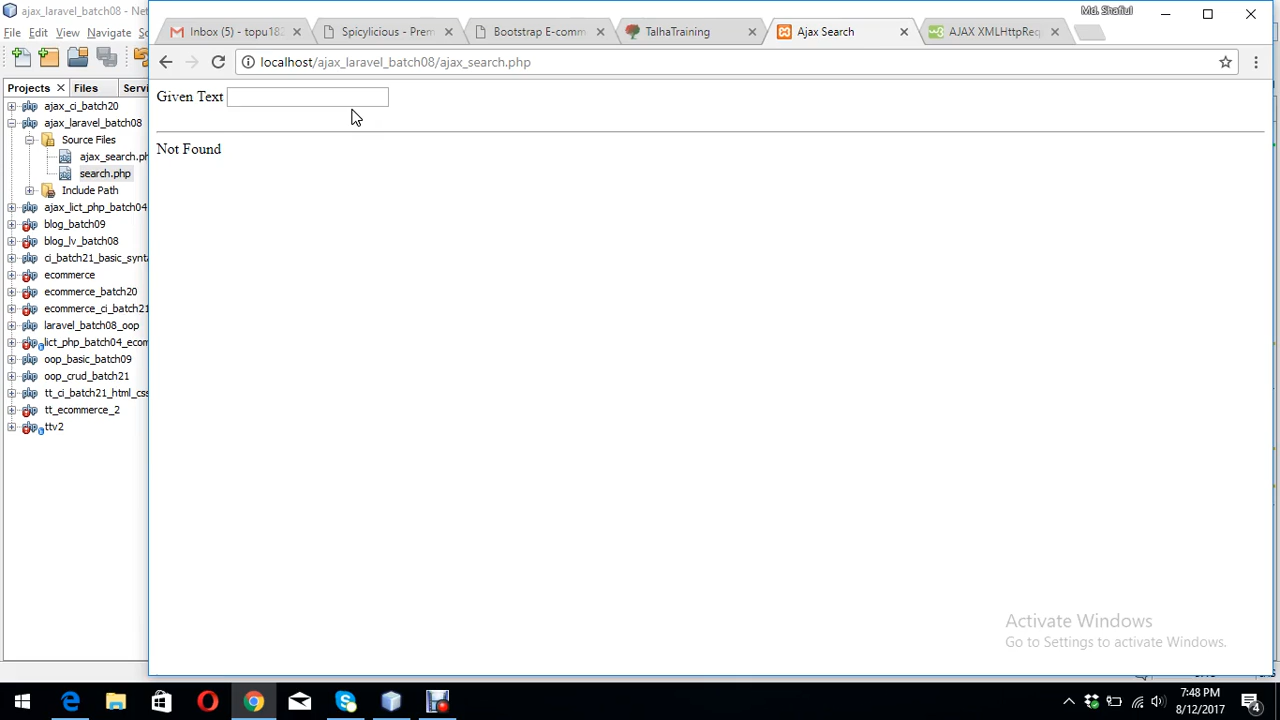 ajax_laravel_batch08 - Net
File Edit View Navigate
Projects Files Servi
ajax_ci_batch20
ajax_laravel_batch08
Source Files
ajax_search.ph
search.php
Include Path
ajax_lict_php_batch04
blog_batch09
blog_lv_batch08
ci_batch21_basic_synta
ecommerce
ecommerce_batch20
ecommerce_ci_batch21
laravel_batch08_oop
lict_php_batch04_ecom
oop_basic_batch09
oop_crud_batch21
tt_ci_batch21_html_css
tt_ecommerce_2
ttv2
Md. Shafiul
Inbox (5) - topu182
Spicylicious - Prem
Bootstrap E-comm
TalhaTraining
Ajax Search
AJAX XMLHttpReq
localhost/ajax_laravel_batch08/ajax_search.php
Given Text
Not Found
Activate Windows
Go to Settings to activate Windows.
7:48 PM
8/12/2017
4